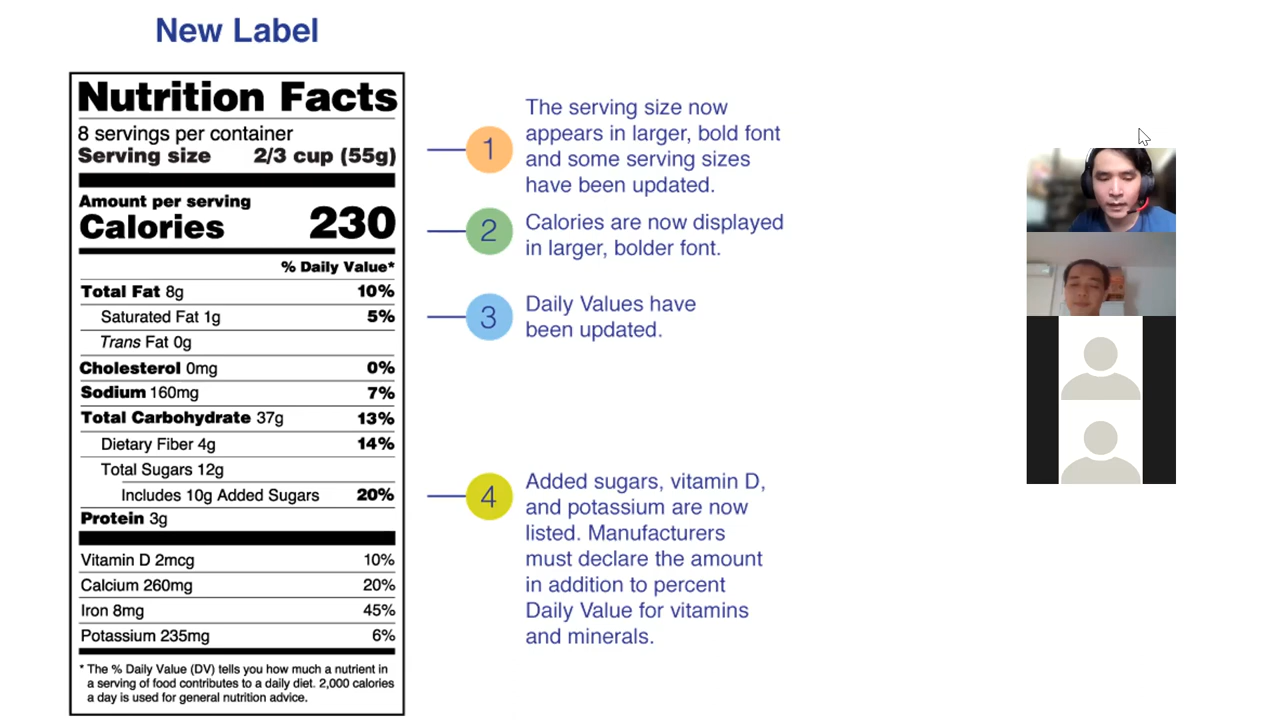 New Label
Nutrition Facts
8 servings per container
Serving size 2/3 cup (55g)
Amount per serving
Calories 230
% Daily Value*
Total Fat 8g 10%
Saturated Fat 1g 5%
Trans Fat 0g
Cholesterol 0mg 0%
Sodium 160mg 7%
Total Carbohydrate 37g 13%
Dietary Fiber 4g 14%
Total Sugars 12g
Includes 10g Added Sugars 20%
Protein 3g
Vitamin D 2mcg 10%
Calcium 260mg 20%
Iron 8mg 45%
Potassium 235mg 6%
* The % Daily Value (DV) tells you how much a nutrient in
a serving of food contributes to a daily diet. 2,000 calories
a day is used for general nutrition advice.
1
The serving size now
appears in larger, bold font
and some serving sizes
have been updated.
2
Calories are now displayed
in larger, bolder font.
3
Daily Values have
been updated.
4
Added sugars, vitamin D,
and potassium are now
listed. Manufacturers
must declare the amount
in addition to percent
Daily Value for vitamins
and minerals.